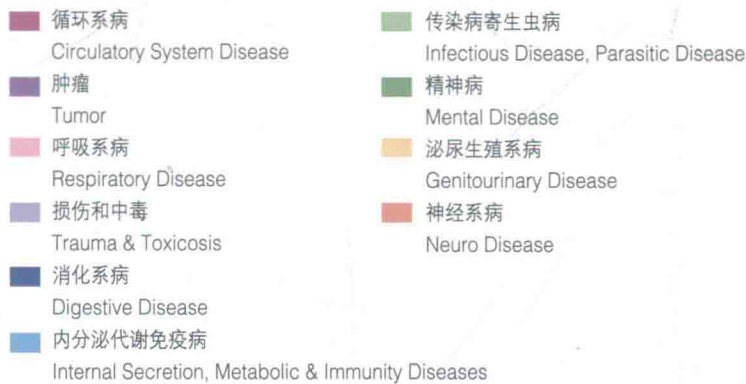 循环系病
Circulatory System Disease
肿瘤
Tumor
呼吸系病
Respiratory Disease
损伤和中毒
Trauma & Toxicosis
消化系病
Digestive Disease
内分泌代谢免疫病
Internal Secretion, Metabolic & Immunity Diseases
传染病寄生虫病
Infectious Disease, Parasitic Disease
精神病
Mental Disease
泌尿生殖系病
Genitourinary Disease
神经系病
Neuro Disease